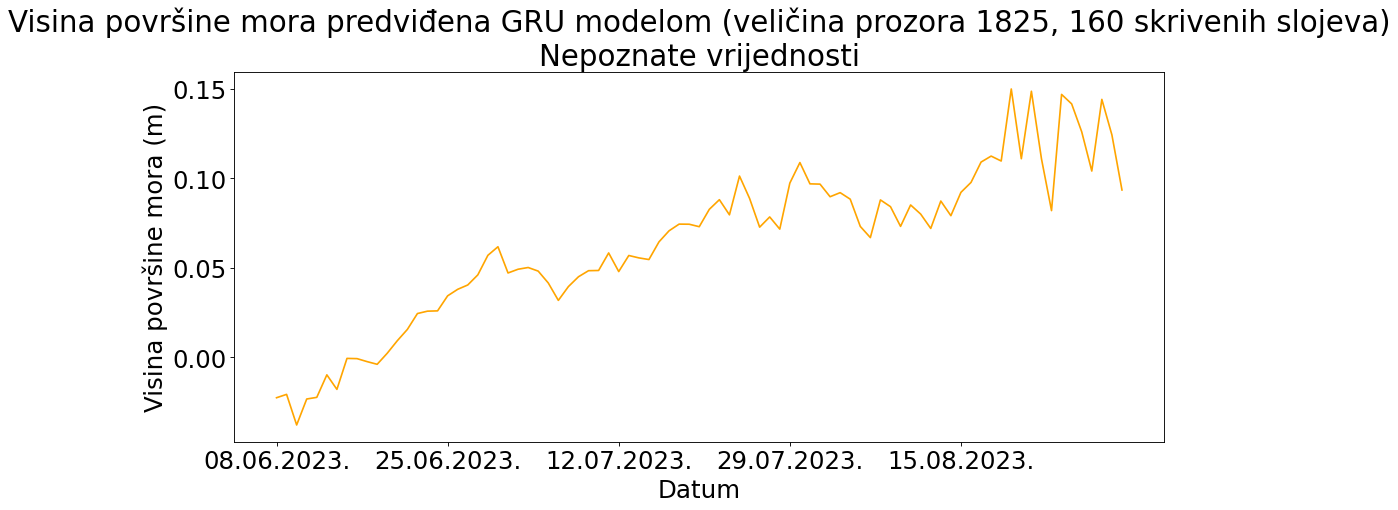 Visina površine mora predviđena GRU modelom (veličina prozora 1825, 160 skrivenih slojeva)
Nepoznate vrijednosti
Visina površine mora (m)
0.15
0.10
0.05
0.00
08.06.2023.
25.06.2023.
12.07.2023.
29.07.2023.
15.08.2023.
Datum